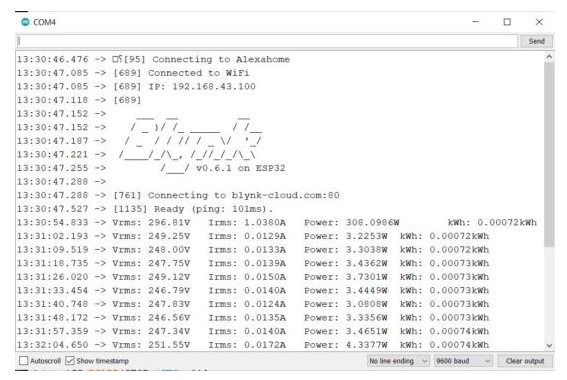 COM4
Send
13:30:46.476 -> [95] Connecting to Alexahome
13:30:47.085 -> [689] Connected to WiFi
13:30:47.085 -> [689] IP: 192.168.43.100
13:30:47.118 -> [689]
13:30:47.152 ->     ___  __          __
13:30:47.152 ->    / _ )/ /_ _____  / /__
13:30:47.187 ->   / _  / / // / _ \/  '_/
13:30:47.221 ->  /____/_/\_, /_//_/_/\_\
13:30:47.255 ->        /___/ v0.6.1 on ESP32
13:30:47.288 ->
13:30:47.288 -> [761] Connecting to blynk-cloud.com:80
13:30:47.527 -> [1135] Ready (ping: 101ms).
13:30:54.833 -> Vrms: 296.81V Irms: 1.0380A Power: 308.0986W kWh: 0.00072kWh
13:31:02.193 -> Vrms: 249.25V Irms: 0.0129A Power: 3.2253W kWh: 0.00072kWh
13:31:09.519 -> Vrms: 248.00V Irms: 0.0133A Power: 3.3038W kWh: 0.00072kWh
13:31:18.735 -> Vrms: 247.75V Irms: 0.0139A Power: 3.4362W kWh: 0.00073kWh
13:31:26.020 -> Vrms: 249.12V Irms: 0.0150A Power: 3.7301W kWh: 0.00073kWh
13:31:33.454 -> Vrms: 246.79V Irms: 0.0140A Power: 3.4449W kWh: 0.00073kWh
13:31:40.748 -> Vrms: 247.83V Irms: 0.0124A Power: 3.0808W kWh: 0.00073kWh
13:31:48.172 -> Vrms: 246.56V Irms: 0.0135A Power: 3.3356W kWh: 0.00073kWh
13:31:57.359 -> Vrms: 247.34V Irms: 0.0140A Power: 3.4651W kWh: 0.00074kWh
13:32:04.650 -> Vrms: 251.55V Irms: 0.0172A Power: 4.3377W kWh: 0.00074kWh
Autoscroll Show timestamp No line ending 9600 baud Clear output